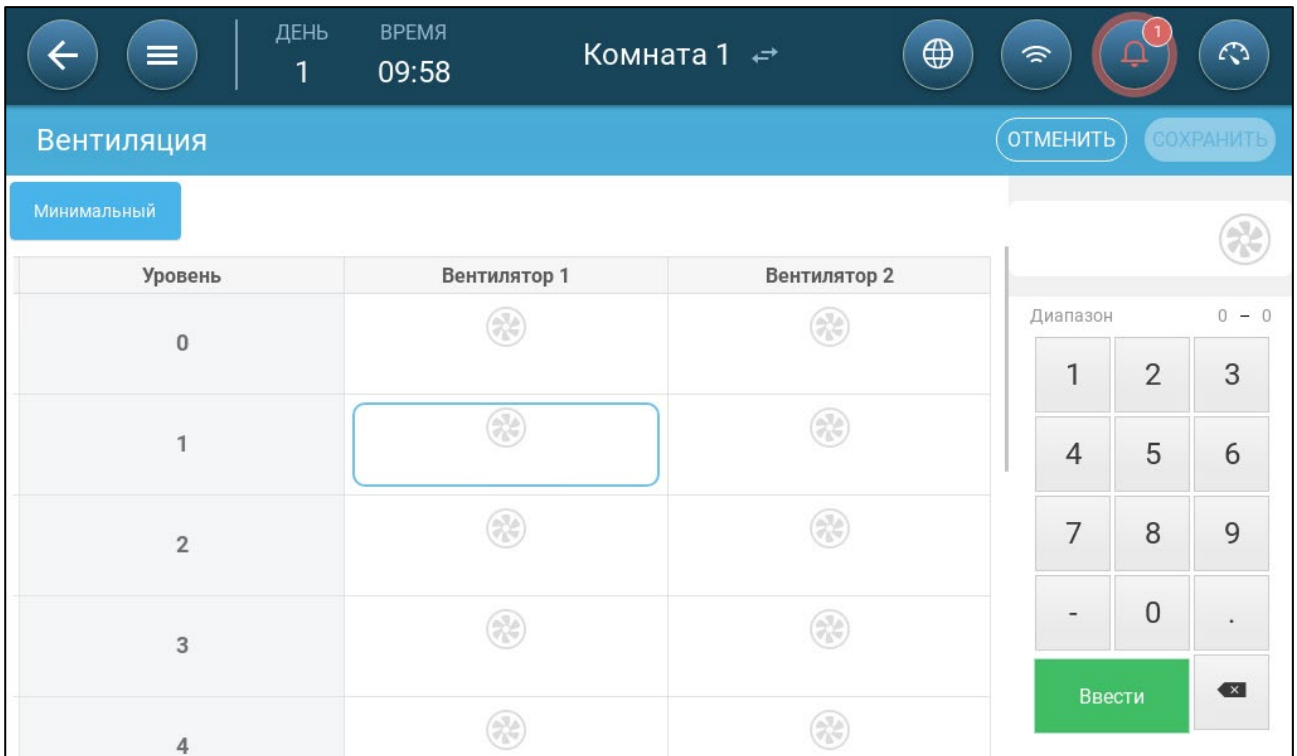 ДЕНЬ ВРЕМЯ
1 09:58 Комната 1 1
Вентиляция ОТМЕНИТЬ СОХРАНИТЬ
Минимальный
Уровень Вентилятор 1 Вентилятор 2
Диапазон 0 – 0
0
1 2 3
1
4 5 6
2
7 8 9
3
- 0 .
Ввести
4